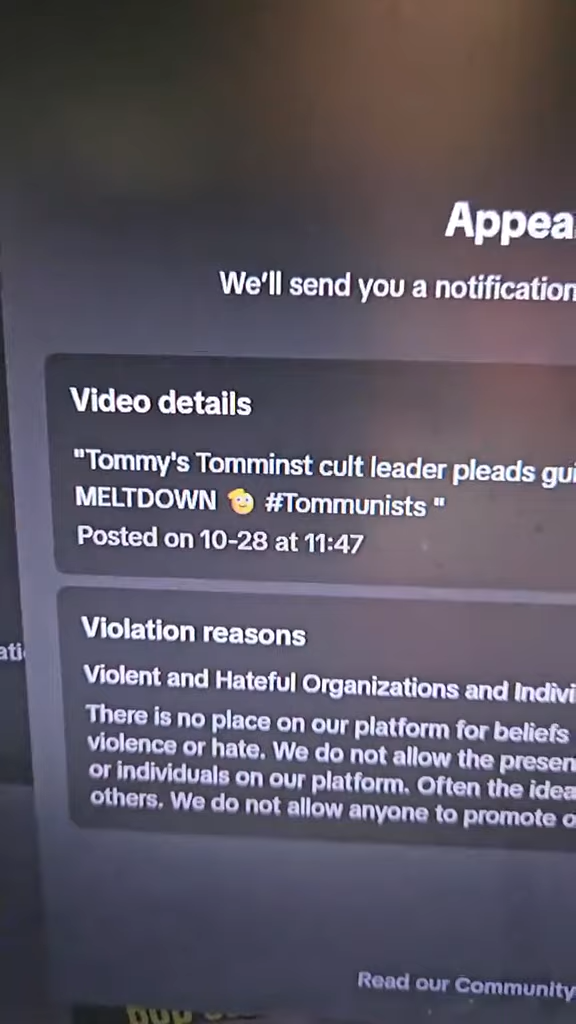 Appea
We'll send you a notification
Video details
"Tommy's Tomminst cult leader pleads gui
MELTDOWN 🫠 #Tommunists "
Posted on 10-28 at 11:47
ati
Violation reasons
Violent and Hateful Organizations and Indivi
There is no place on our platform for beliefs
violence or hate. We do not allow the presen
or individuals on our platform. Often the idea
others. We do not allow anyone to promote o
Read our Community